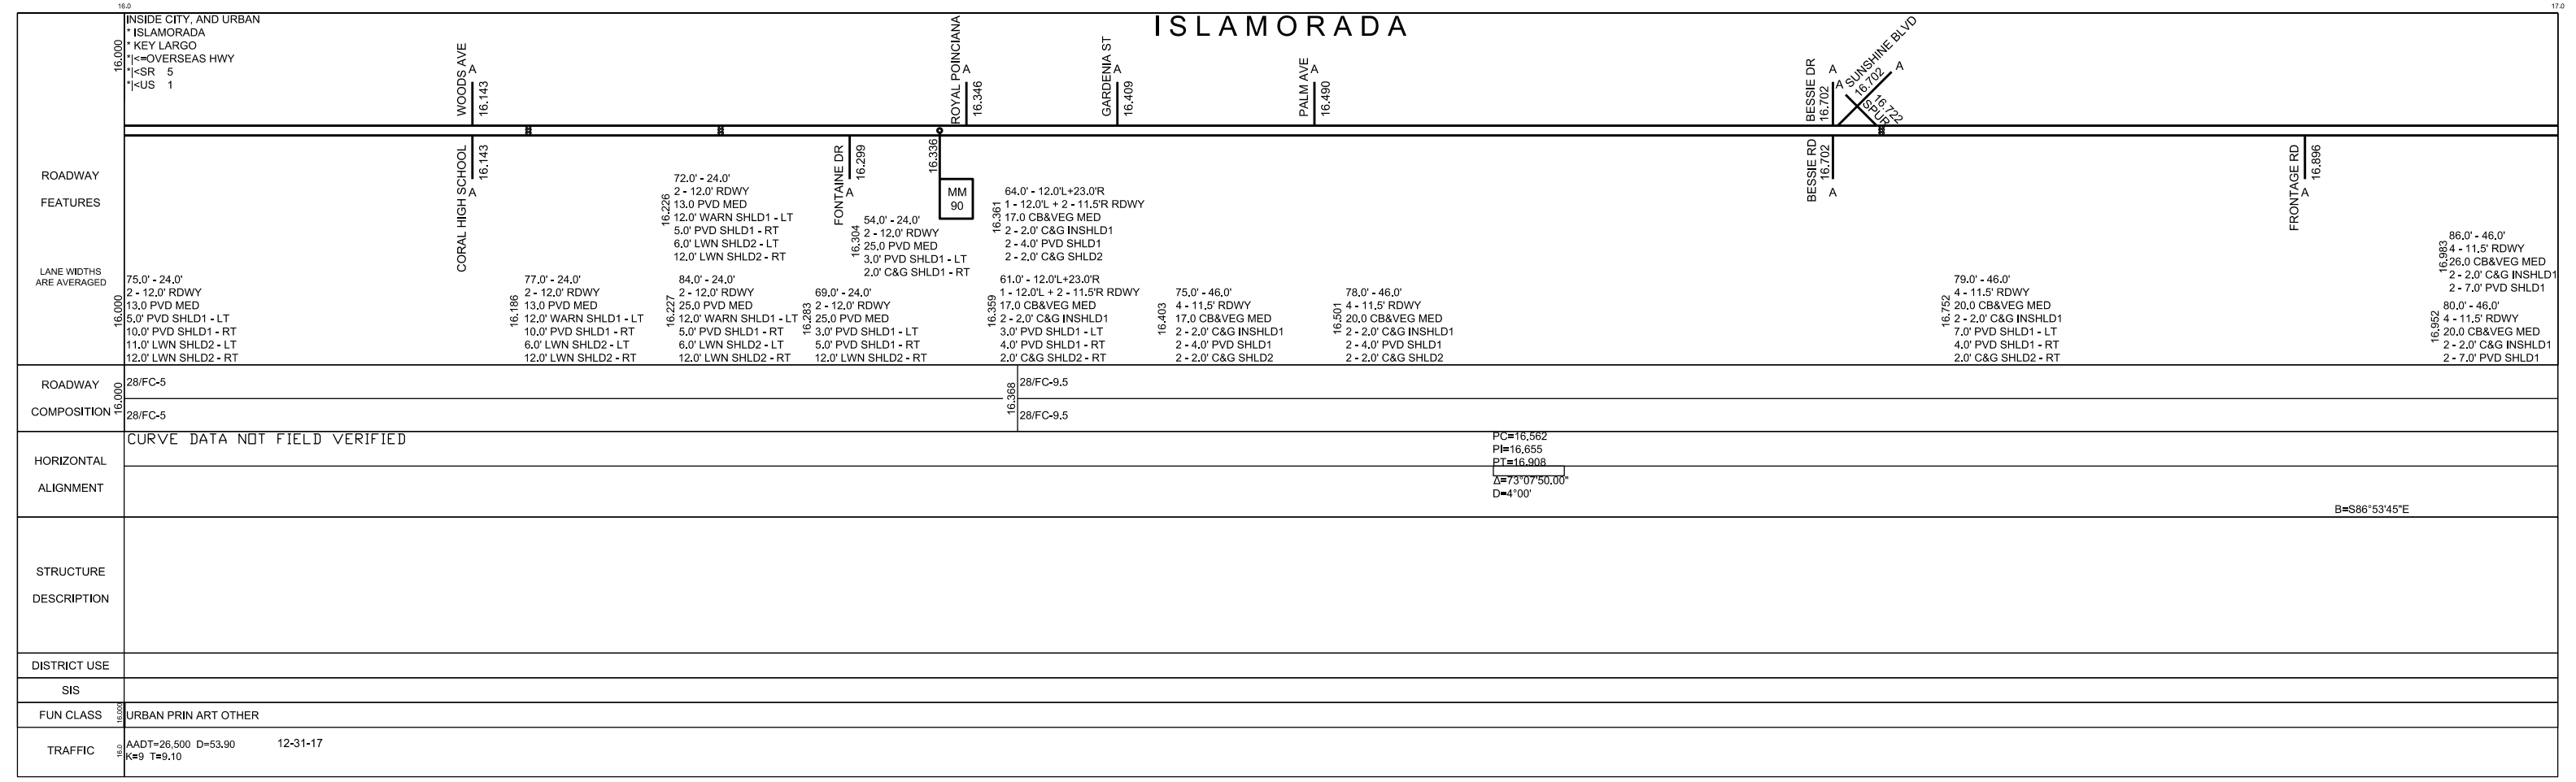 16.0
17.0
INSIDE CITY, AND URBAN
* ISLAMORADA
* KEY LARGO
*|<=OVERSEAS HWY
*|<SR 5
*|<US 1
16.000
ISLAMORADA
WOODS AVE
A
16.143
ROYAL POINCIANA
A
16.346
GARDENIA ST
A
16.409
PALM AVE
A
16.490
BESSIE DR
A
16.702
A
SUNSHINE BLVD
16.702
A
16.722
SPUR
CORAL HIGH SCHOOL
16.143
A
FONTAINE DR
16.299
A
16.336
MM
90
BESSIE RD
16.702
A
FRONTAGE RD
16.896
A
ROADWAY
FEATURES
LANE WIDTHS
ARE AVERAGED
16.000
75.0' - 24.0'
2 - 12.0' RDWY
13.0 PVD MED
5.0' PVD SHLD1 - LT
10.0' PVD SHLD1 - RT
11.0' LWN SHLD2 - LT
12.0' LWN SHLD2 - RT
16.186
77.0' - 24.0'
2 - 12.0' RDWY
13.0 PVD MED
12.0' WARN SHLD1 - LT
10.0' PVD SHLD1 - RT
6.0' LWN SHLD2 - LT
12.0' LWN SHLD2 - RT
16.226
72.0' - 24.0'
2 - 12.0' RDWY
13.0 PVD MED
12.0' WARN SHLD1 - LT
5.0' PVD SHLD1 - RT
6.0' LWN SHLD2 - LT
12.0' LWN SHLD2 - RT
16.227
84.0' - 24.0'
2 - 12.0' RDWY
25.0 PVD MED
12.0' WARN SHLD1 - LT
5.0' PVD SHLD1 - RT
6.0' LWN SHLD2 - LT
12.0' LWN SHLD2 - RT
16.283
69.0' - 24.0'
2 - 12.0' RDWY
25.0 PVD MED
3.0' PVD SHLD1 - LT
5.0' PVD SHLD1 - RT
12.0' LWN SHLD2 - RT
16.304
54.0' - 24.0'
2 - 12.0' RDWY
25.0 PVD MED
3.0' PVD SHLD1 - LT
2.0' C&G SHLD1 - RT
16.361
64.0' - 12.0'L+23.0'R
1 - 12.0'L + 2 - 11.5'R RDWY
17.0 CB&VEG MED
2 - 2.0' C&G INSHLD1
2 - 4.0' PVD SHLD1
2 - 2.0' C&G SHLD2
16.359
61.0' - 12.0'L+23.0'R
1 - 12.0'L + 2 - 11.5'R RDWY
17.0 CB&VEG MED
2 - 2.0' C&G INSHLD1
3.0' PVD SHLD1 - LT
4.0' PVD SHLD1 - RT
2.0' C&G SHLD2 - RT
16.403
75.0' - 46.0'
4 - 11.5' RDWY
17.0 CB&VEG MED
2 - 2.0' C&G INSHLD1
2 - 4.0' PVD SHLD1
2 - 2.0' C&G SHLD2
16.501
78.0' - 46.0'
4 - 11.5' RDWY
20.0 CB&VEG MED
2 - 2.0' C&G INSHLD1
2 - 4.0' PVD SHLD1
2 - 2.0' C&G SHLD2
16.752
79.0' - 46.0'
4 - 11.5' RDWY
20.0 CB&VEG MED
2 - 2.0' C&G INSHLD1
7.0' PVD SHLD1 - LT
4.0' PVD SHLD1 - RT
2.0' C&G SHLD2 - RT
16.983
86.0' - 46.0'
4 - 11.5' RDWY
26.0 CB&VEG MED
2 - 2.0' C&G INSHLD1
2 - 7.0' PVD SHLD1
16.952
80.0' - 46.0'
4 - 11.5' RDWY
20.0 CB&VEG MED
2 - 2.0' C&G INSHLD1
2 - 7.0' PVD SHLD1
ROADWAY
COMPOSITION
16.000
28/FC-5
28/FC-5
16.368
28/FC-9.5
28/FC-9.5
HORIZONTAL
ALIGNMENT
CURVE DATA NOT FIELD VERIFIED
PC=16.562
PI=16.655
PT=16.908
Δ=73°07'50.00"
D=4°00'
B=S86°53'45"E
STRUCTURE
DESCRIPTION
DISTRICT USE
SIS
FUN CLASS
16.000
URBAN PRIN ART OTHER
TRAFFIC
16.0
AADT=26,500 D=53.90 12-31-17
K=9 T=9.10